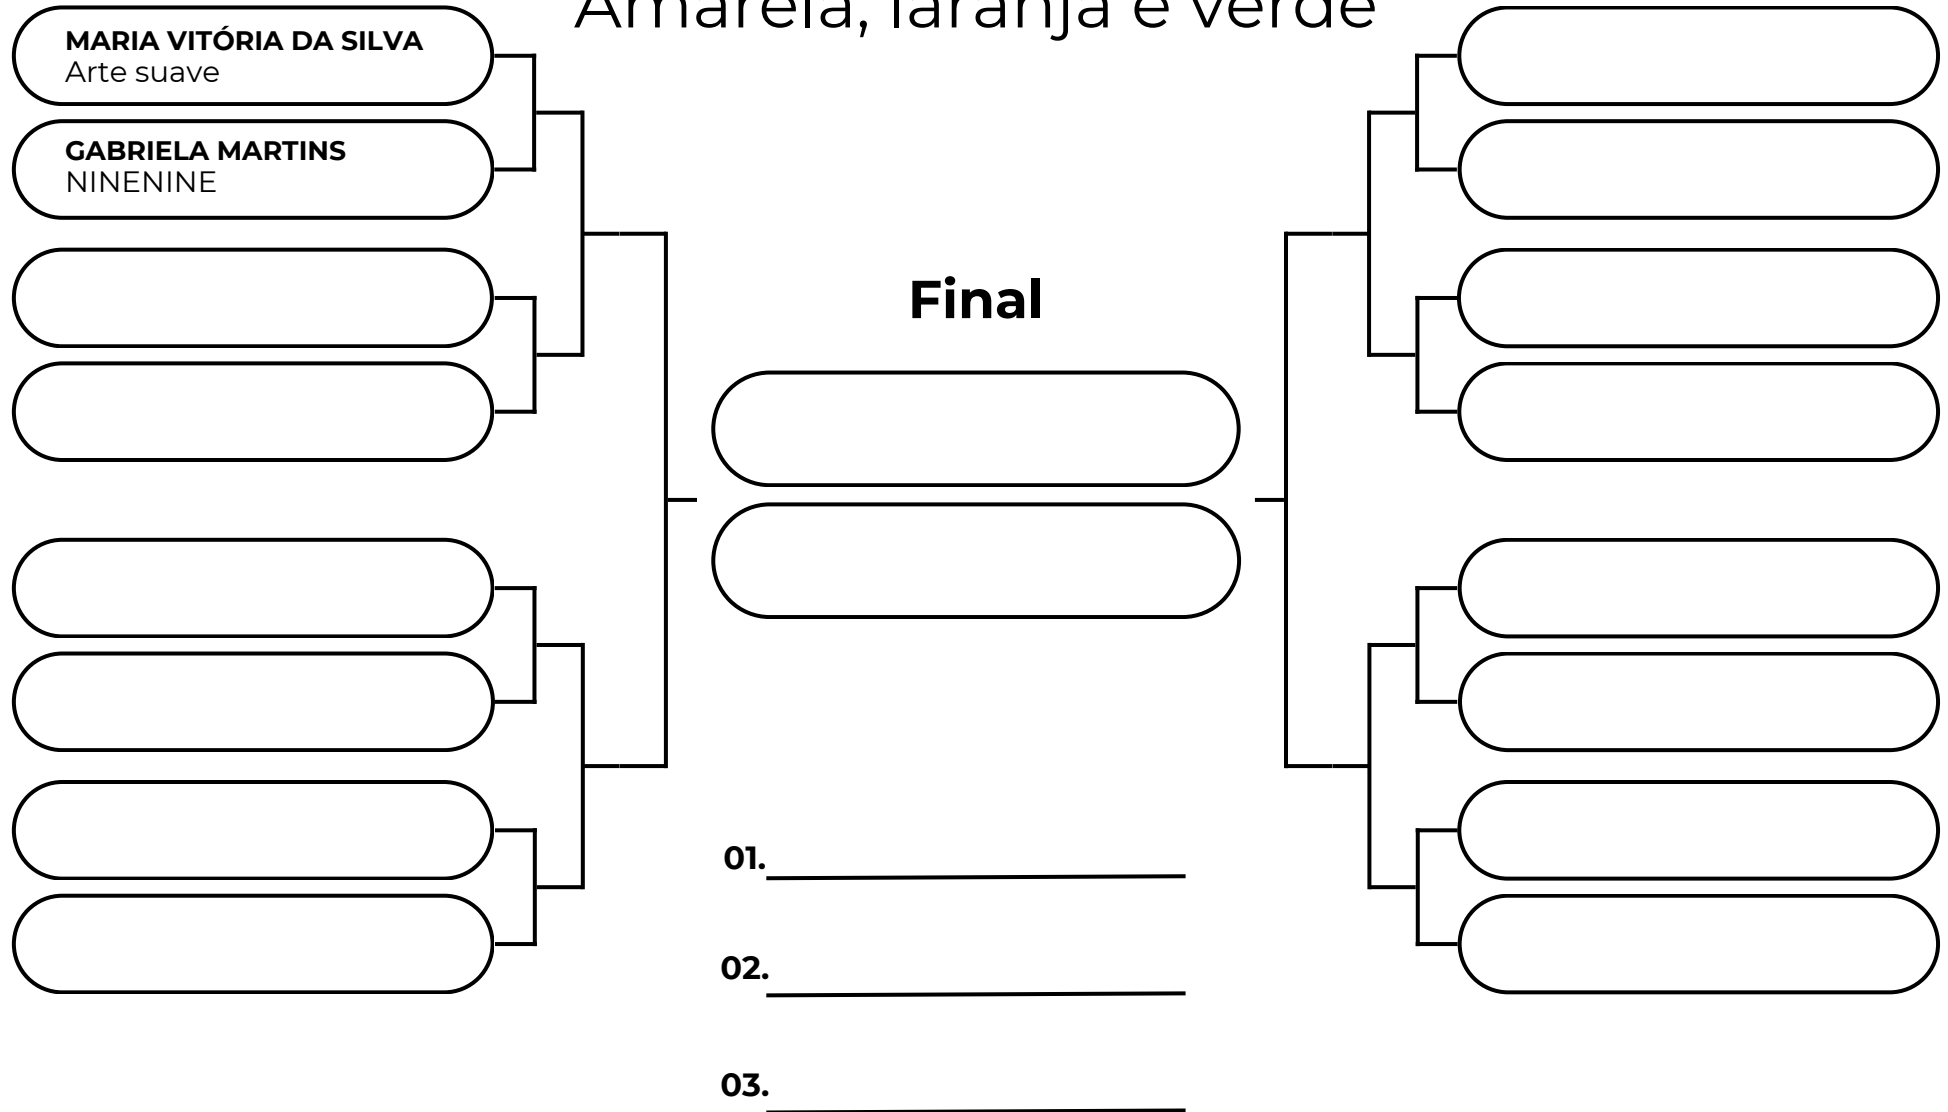 Amarela, laranja e verde
MARIA VITÓRIA DA SILVA
Arte suave
GABRIELA MARTINS
NINENINE
Final
01.
02.
03.